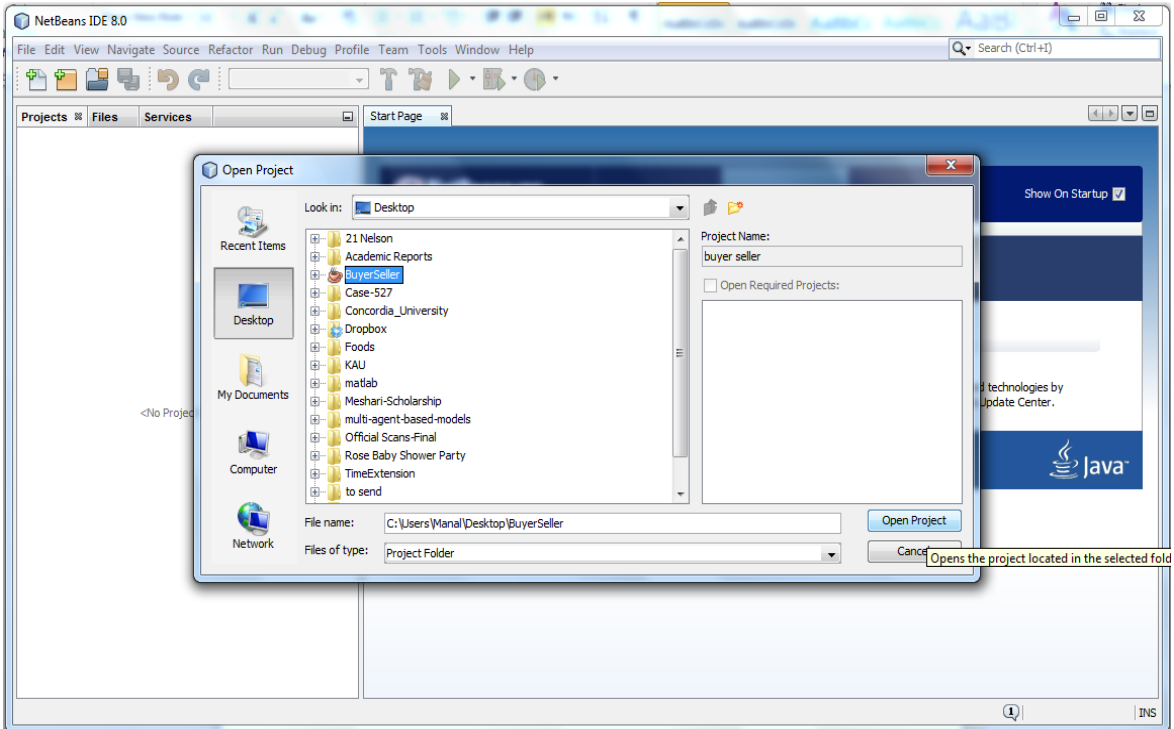 NetBeans IDE 8.0
File Edit View Navigate Source Refactor Run Debug Profile Team Tools Window Help
Search (Ctrl+I)
Projects Files Services
Start Page
Open Project
Show On Startup
Look in: Desktop
Recent Items
Desktop
My Documents
Computer
Network
21 Nelson
Academic Reports
BuyerSeller
Case-527
Concordia_University
Dropbox
Foods
KAU
matlab
Meshari-Scholarship
multi-agent-based-models
Official Scans-Final
Rose Baby Shower Party
TimeExtension
to send
Project Name:
buyer seller
Open Required Projects:
<No Projec
d technologies by
Update Center.
Java
File name: C:\Users\Manal\Desktop\BuyerSeller
Open Project
Files of type: Project Folder
Cance
Opens the project located in the selected fold
1
INS